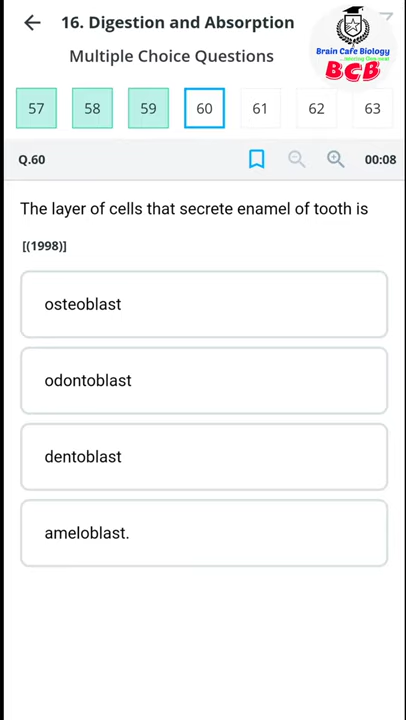 16. Digestion and Absorption
Multiple Choice Questions
Brain Cafe Biology
BCB
57 58 59 60 61 62 63
Q.60 00:08
The layer of cells that secrete enamel of tooth is
[(1998)]
osteoblast
odontoblast
dentoblast
ameloblast.